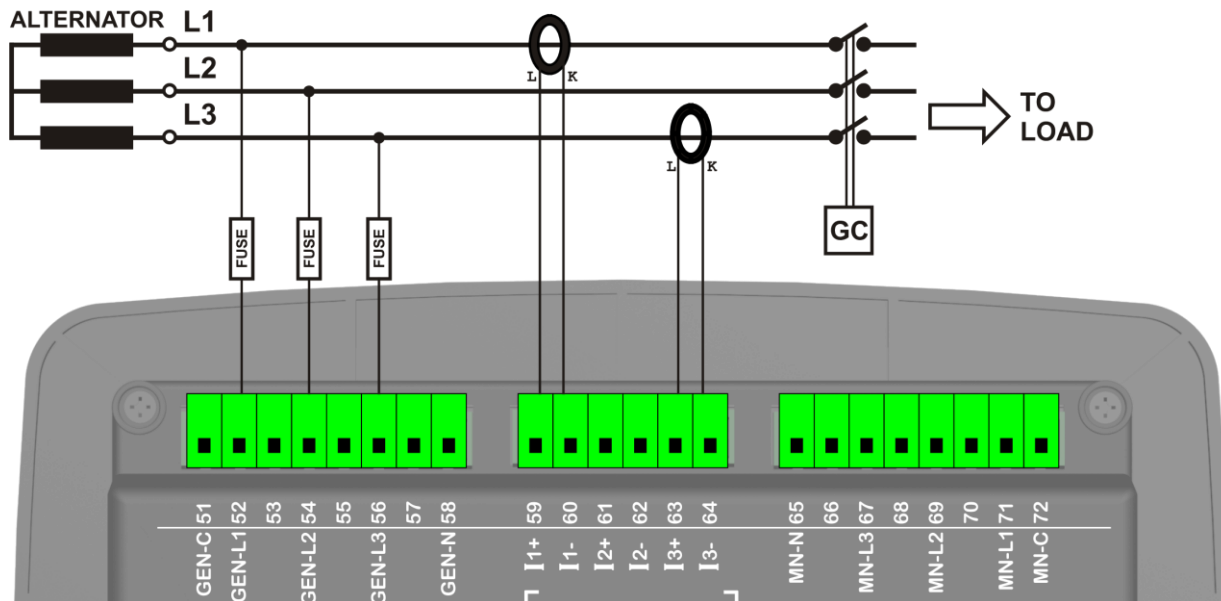 ALTERNATOR L1
L2
L3
L K
L K
TO
LOAD
GC
FUSE
FUSE
FUSE
GEN-C 51
GEN-L1 52
53
GEN-L2 54
55
GEN-L3 56
57
GEN-N 58
I1+ 59
I1- 60
I2+ 61
I2- 62
I3+ 63
I3- 64
MN-N 65
66
MN-L3 67
68
MN-L2 69
70
MN-L1 71
MN-C 72